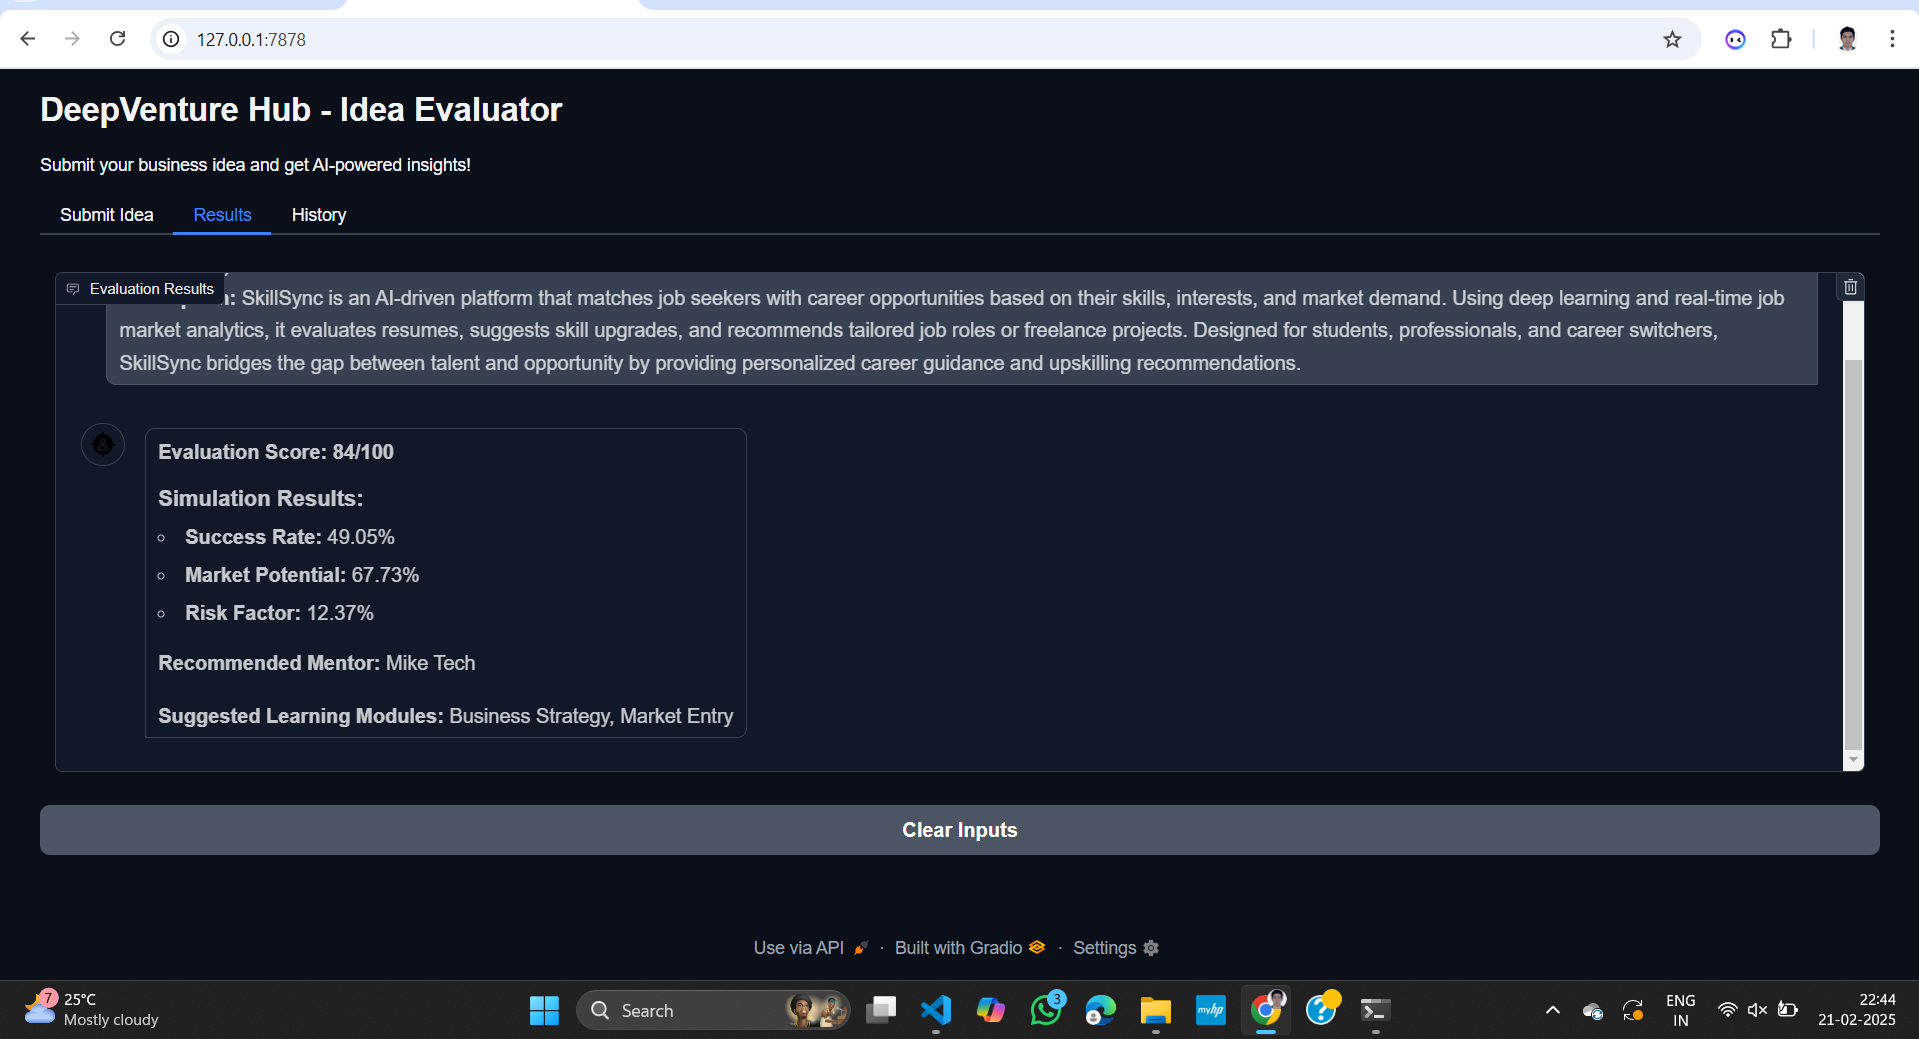 127.0.0.1:7878
DeepVenture Hub - Idea Evaluator
Submit your business idea and get AI-powered insights!
Submit Idea
Results
History
Evaluation Results
SkillSync is an AI-driven platform that matches job seekers with career opportunities based on their skills, interests, and market demand. Using deep learning and real-time job
market analytics, it evaluates resumes, suggests skill upgrades, and recommends tailored job roles or freelance projects. Designed for students, professionals, and career switchers,
SkillSync bridges the gap between talent and opportunity by providing personalized career guidance and upskilling recommendations.
Evaluation Score: 84/100
Simulation Results:
Success Rate: 49.05%
Market Potential: 67.73%
Risk Factor: 12.37%
Recommended Mentor: Mike Tech
Suggested Learning Modules: Business Strategy, Market Entry
Clear Inputs
Use via API · Built with Gradio · Settings
7
25°C
Mostly cloudy
Search
3
myhp
ENG
IN
22:44
21-02-2025